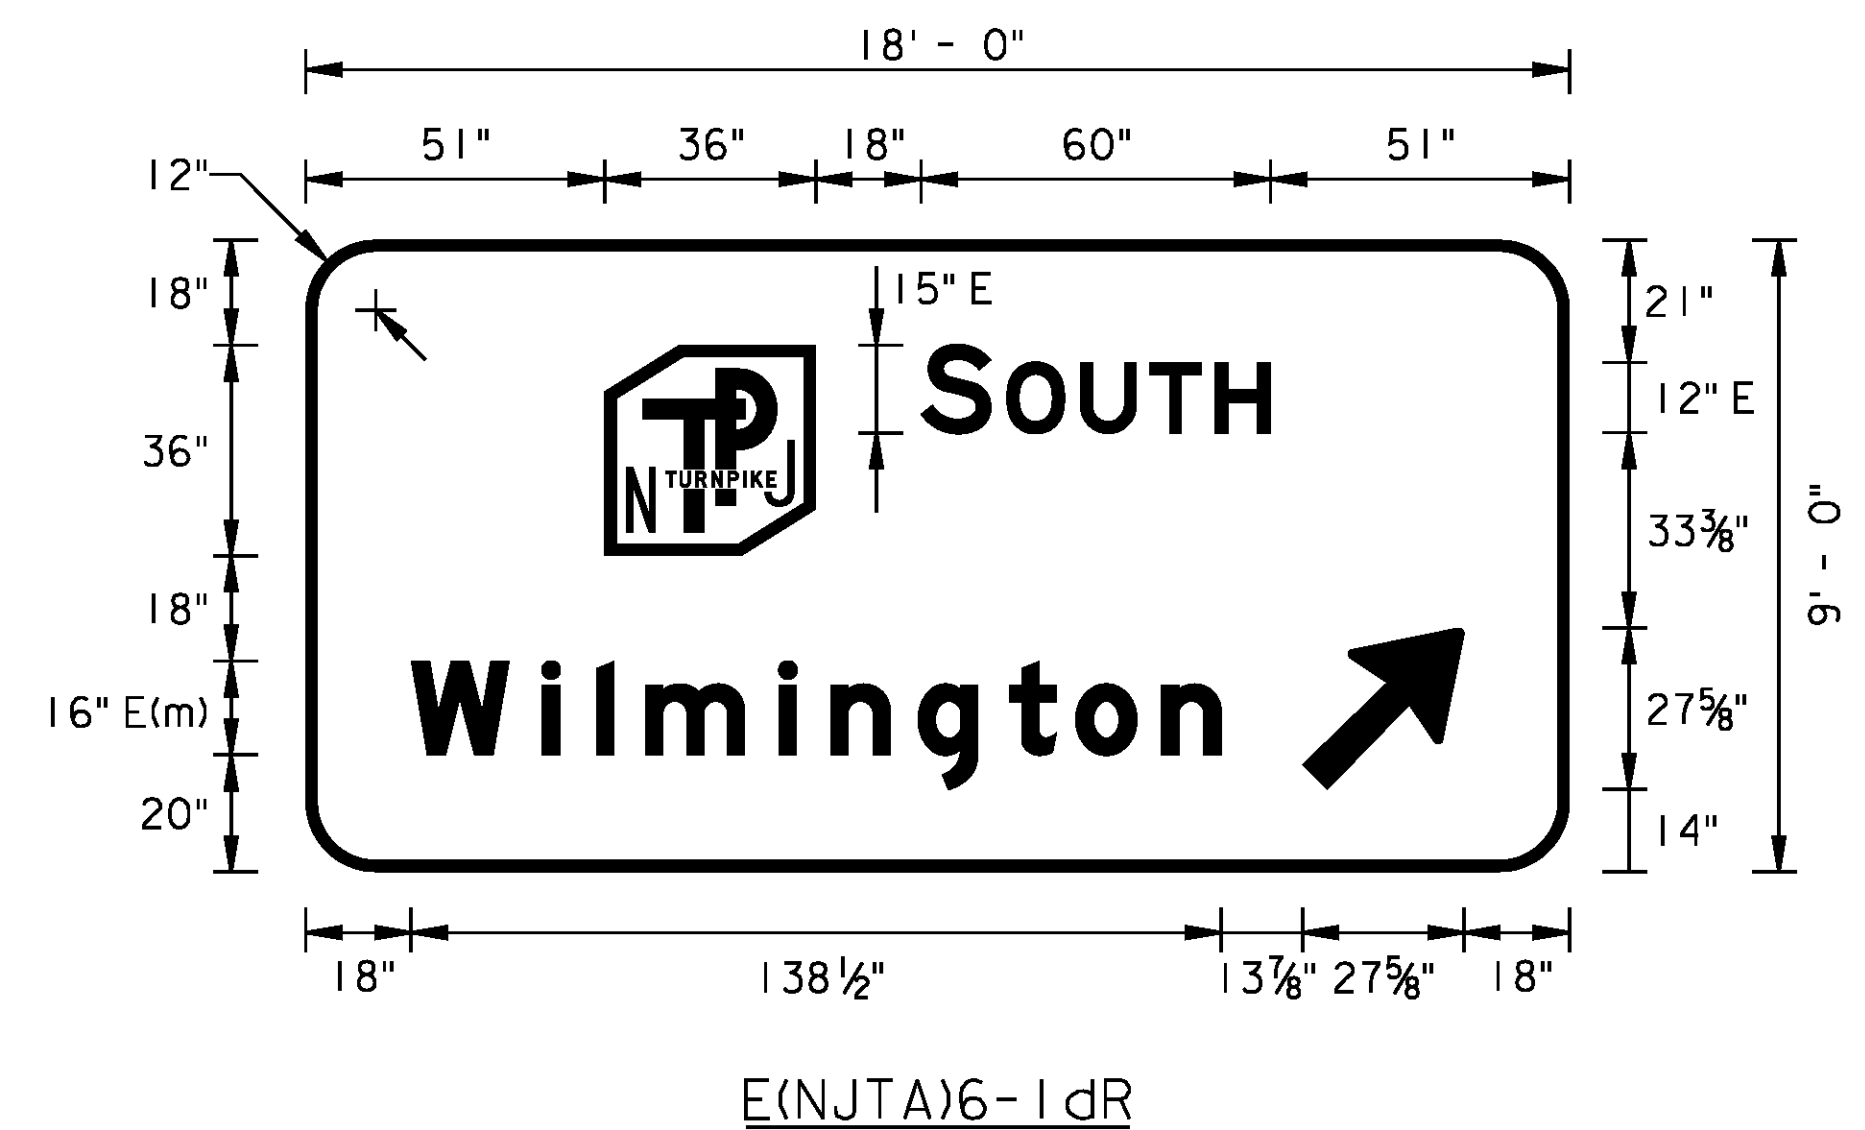 18' - 0"
51" 36" 18" 60" 51"
12"
18"
15" E
21"
SOUTH
12" E
TP
N TURNPIKE J
36"
33⅜"
9' - 0"
18"
Wilmington
16" E(m)
27⅝"
20"
14"
18" 138½" 13⅞" 27⅝" 18"
E(NJTA)6-1dR